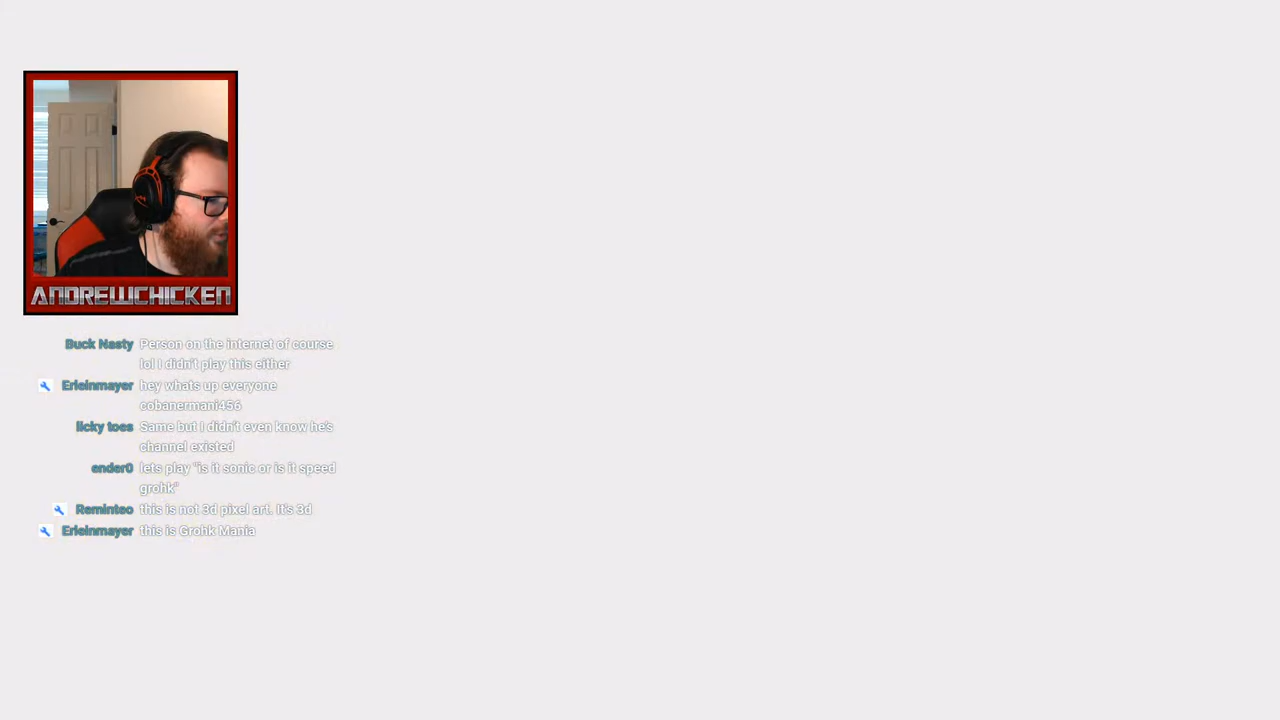 ANDREWCHICKEN
Buck Nasty Person on the internet of course
lol I didn't play this either
Erleinmayer hey whats up everyone
cobanermani456
licky toes Same but I didn't even know he's
channel existed
ender0 lets play "is it sonic or is it speed
grohk"
Reminteo this is not 3d pixel art. It's 3d
Erleinmayer this is Grohk Mania